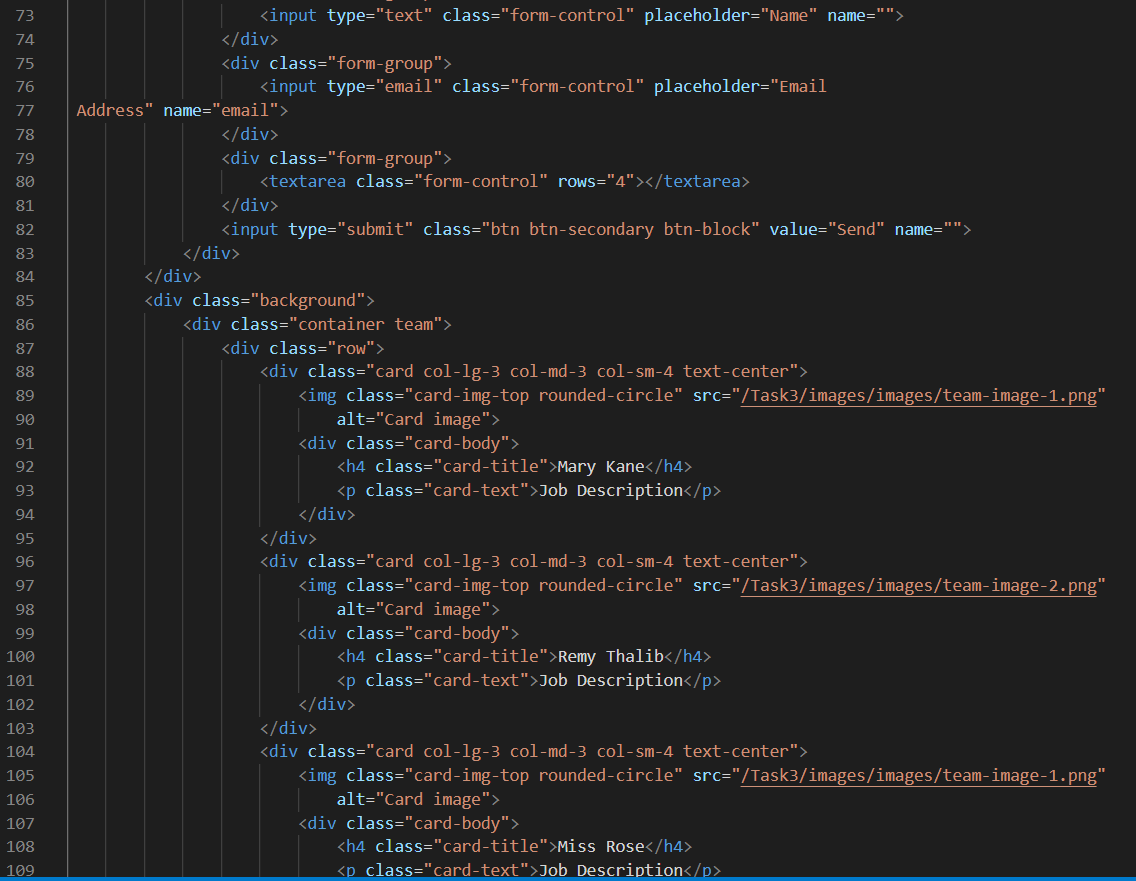 73 <input type="text" class="form-control" placeholder="Name" name="">
74 </div>
75 <div class="form-group">
76 <input type="email" class="form-control" placeholder="Email
77 Address" name="email">
78 </div>
79 <div class="form-group">
80 <textarea class="form-control" rows="4"></textarea>
81 </div>
82 <input type="submit" class="btn btn-secondary btn-block" value="Send" name="">
83 </div>
84 </div>
85 <div class="background">
86 <div class="container team">
87 <div class="row">
88 <div class="card col-lg-3 col-md-3 col-sm-4 text-center">
89 <img class="card-img-top rounded-circle" src="/Task3/images/images/team-image-1.png"
90 alt="Card image">
91 <div class="card-body">
92 <h4 class="card-title">Mary Kane</h4>
93 <p class="card-text">Job Description</p>
94 </div>
95 </div>
96 <div class="card col-lg-3 col-md-3 col-sm-4 text-center">
97 <img class="card-img-top rounded-circle" src="/Task3/images/images/team-image-2.png"
98 alt="Card image">
99 <div class="card-body">
100 <h4 class="card-title">Remy Thalib</h4>
101 <p class="card-text">Job Description</p>
102 </div>
103 </div>
104 <div class="card col-lg-3 col-md-3 col-sm-4 text-center">
105 <img class="card-img-top rounded-circle" src="/Task3/images/images/team-image-1.png"
106 alt="Card image">
107 <div class="card-body">
108 <h4 class="card-title">Miss Rose</h4>
109 <p class="card-text">Job Description</p>